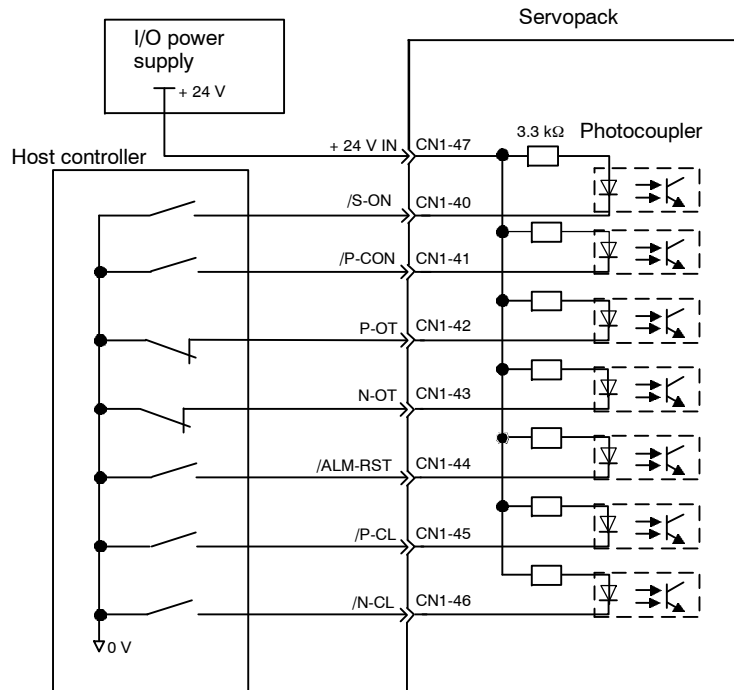 Servopack
I/O power
supply
+ 24 V
Host controller
+ 24 V IN CN1-47
3.3 kΩ
Photocoupler
/S-ON CN1-40
/P-CON CN1-41
P-OT CN1-42
N-OT CN1-43
/ALM-RST CN1-44
/P-CL CN1-45
/N-CL CN1-46
0 V